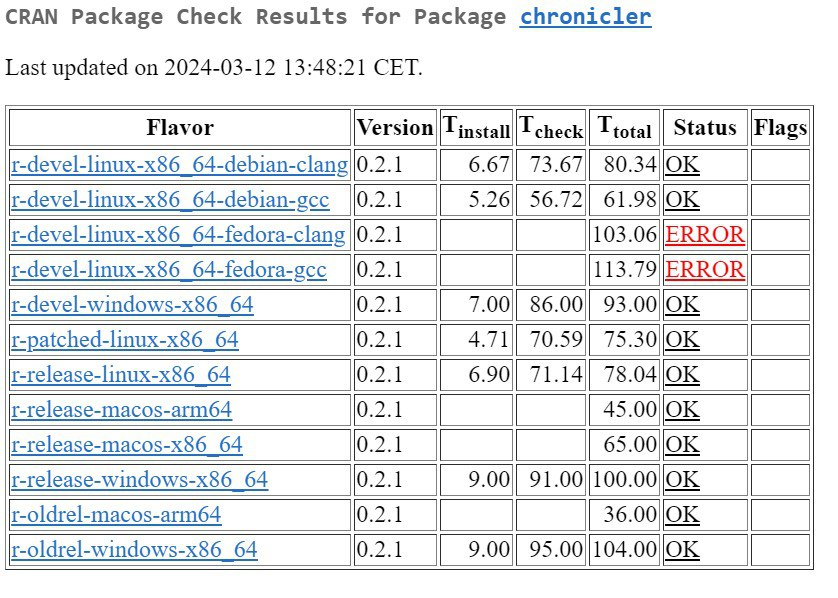 CRAN Package Check Results for Package chronicler
Last updated on 2024-03-12 13:48:21 CET.
Flavor Version Tinstall Tcheck Ttotal Status Flags
r-devel-linux-x86_64-debian-clang 0.2.1 6.67 73.67 80.34 OK
r-devel-linux-x86_64-debian-gcc 0.2.1 5.26 56.72 61.98 OK
r-devel-linux-x86_64-fedora-clang 0.2.1 103.06 ERROR
r-devel-linux-x86_64-fedora-gcc 0.2.1 113.79 ERROR
r-devel-windows-x86_64 0.2.1 7.00 86.00 93.00 OK
r-patched-linux-x86_64 0.2.1 4.71 70.59 75.30 OK
r-release-linux-x86_64 0.2.1 6.90 71.14 78.04 OK
r-release-macos-arm64 0.2.1 45.00 OK
r-release-macos-x86_64 0.2.1 65.00 OK
r-release-windows-x86_64 0.2.1 9.00 91.00 100.00 OK
r-oldrel-macos-arm64 0.2.1 36.00 OK
r-oldrel-windows-x86_64 0.2.1 9.00 95.00 104.00 OK